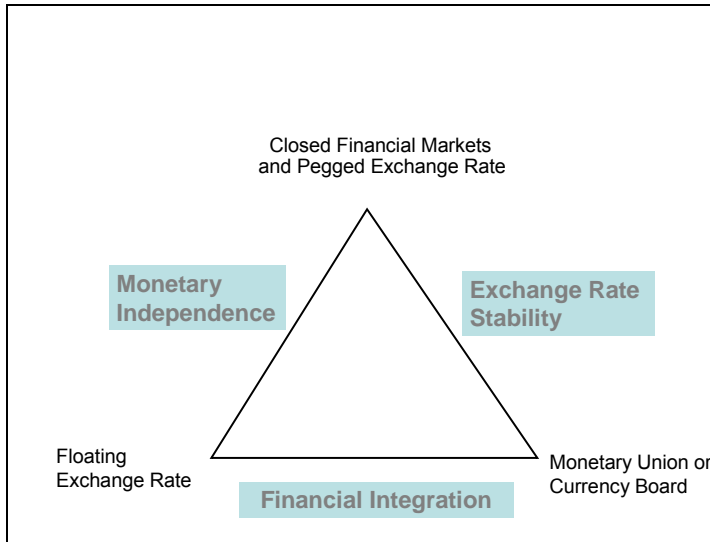 Closed Financial Markets
and Pegged Exchange Rate
Monetary
Independence
Exchange Rate
Stability
Floating
Exchange Rate
Monetary Union or
Currency Board
Financial Integration